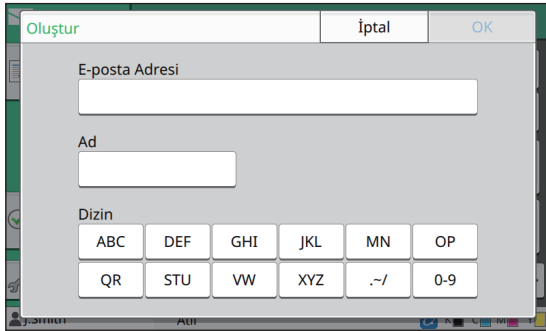 Oluştur İptal OK
E-posta Adresi
Ad
Dizin
ABC DEF GHI JKL MN OP
QR STU VW XYZ .~/ 0-9
J.Smith Atıl K C M Y